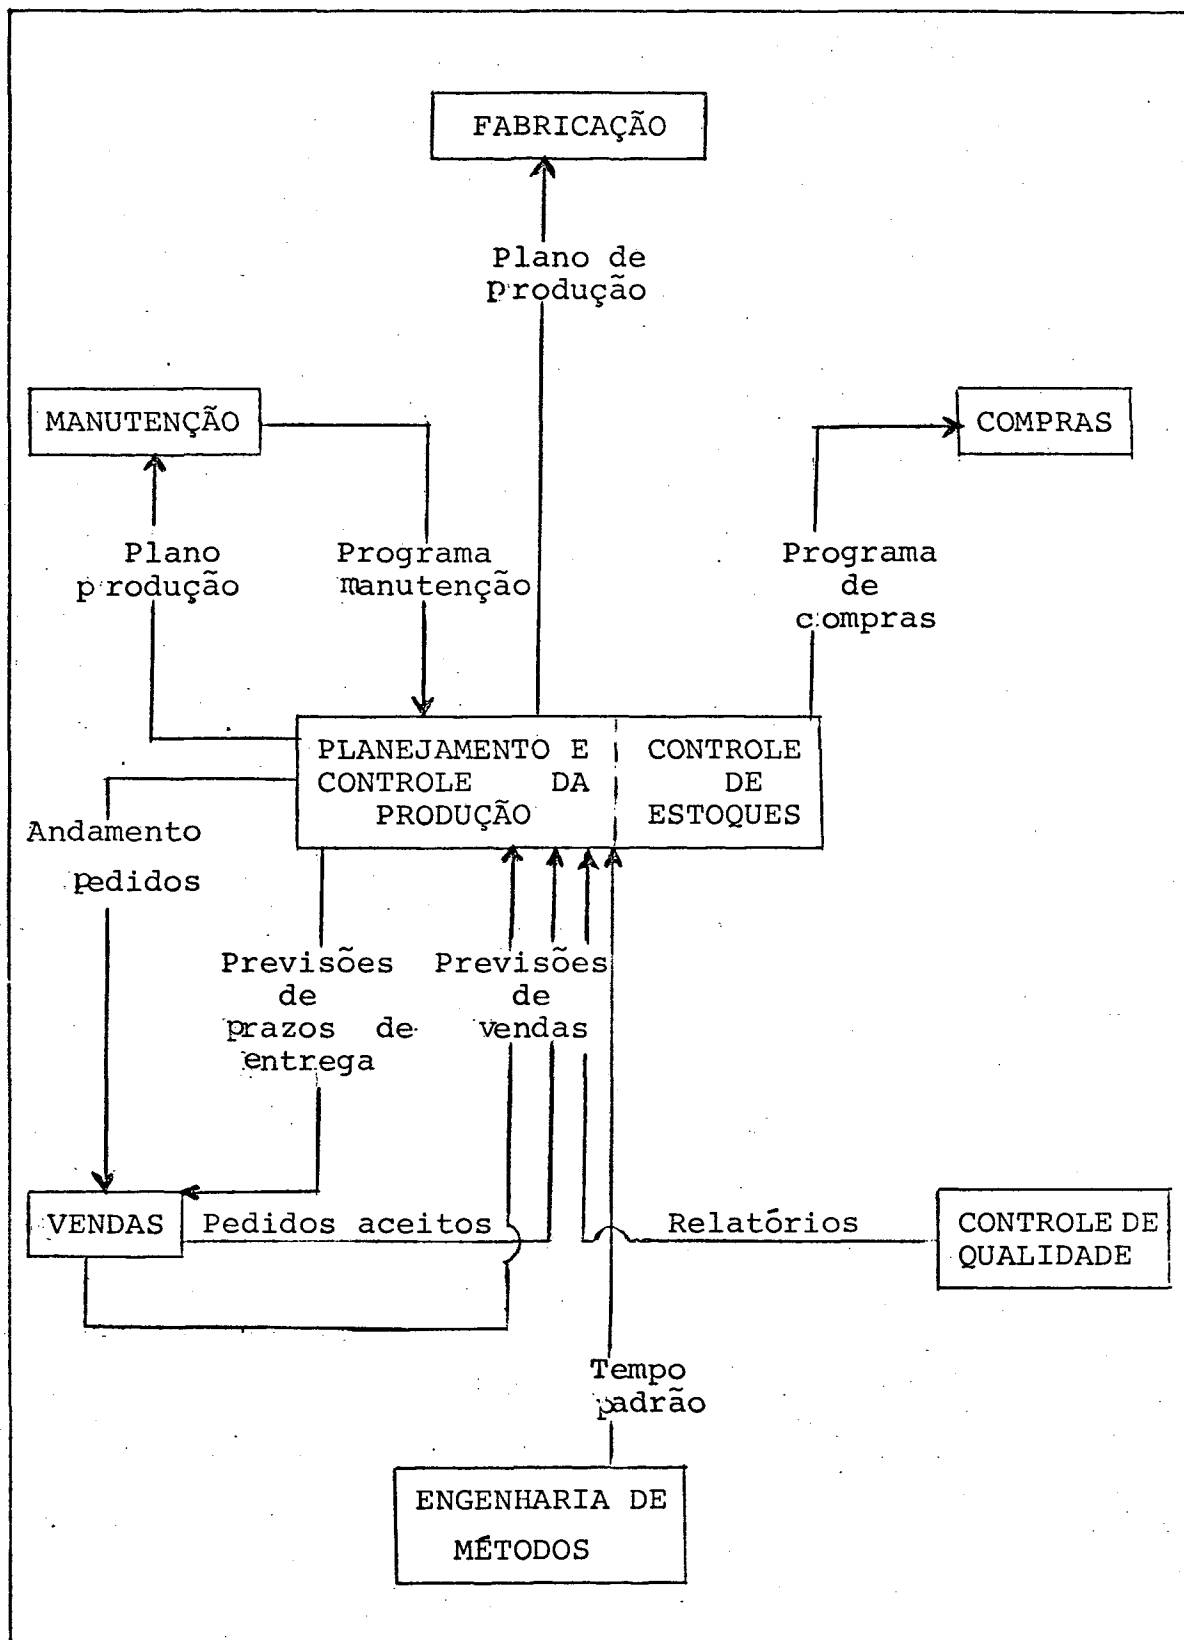 FABRICAÇÃO
Plano de
produção
MANUTENÇÃO
COMPRAS
Plano
produção
Programa
manutenção
Programa
de
compras
PLANEJAMENTO E
CONTROLE DA
PRODUÇÃO
CONTROLE
DE
ESTOQUES
Andamento
pedidos
Previsões
de
prazos de
entrega
Previsões
de
vendas
VENDAS
Pedidos aceitos
Relatórios
CONTROLE DE
QUALIDADE
Tempo
padrão
ENGENHARIA DE
MÉTODOS